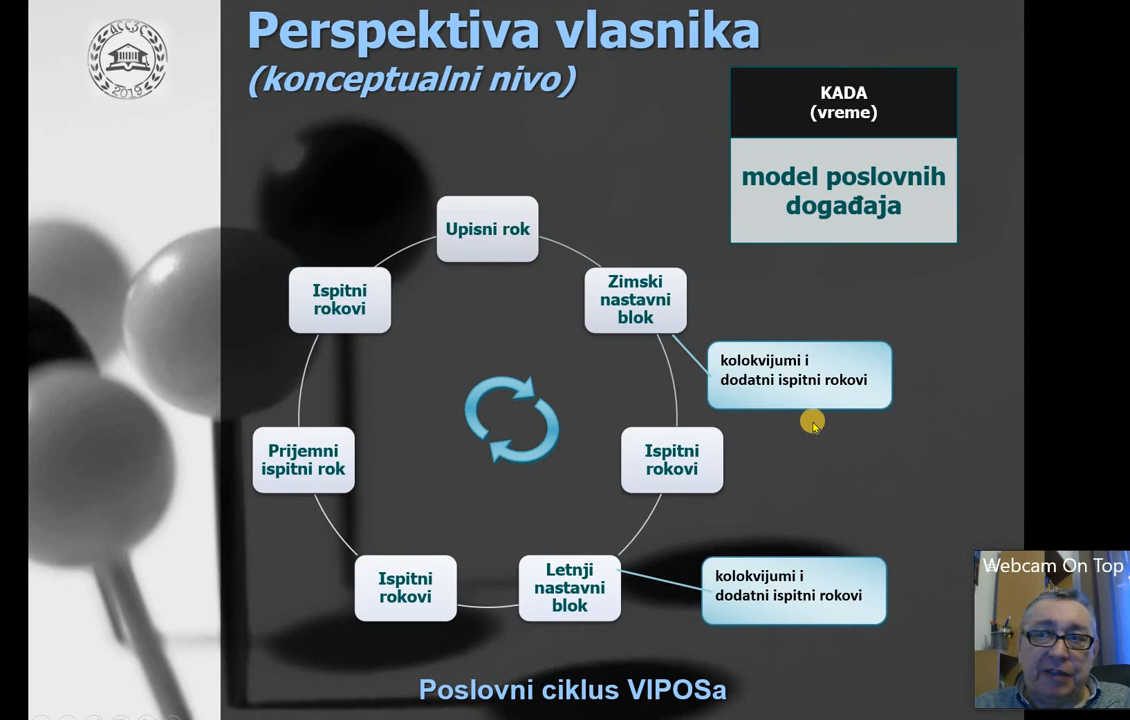 Perspektiva vlasnika
(konceptualni nivo)
KADA
(vreme)
model poslovnih
događaja
Upisni rok
Zimski
nastavni
blok
kolokvijumi i
dodatni ispitni rokovi
Ispitni
rokovi
Letnji
nastavni
blok
kolokvijumi i
dodatni ispitni rokovi
Ispitni
rokovi
Prijemni
ispitni rok
Ispitni
rokovi
Poslovni ciklus VIPOSa
Webcam On Top
2019